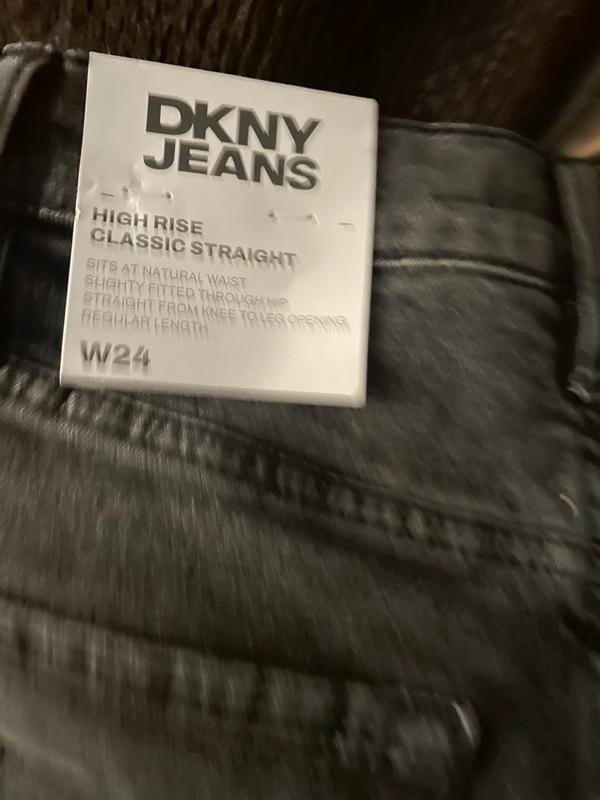 DKNY
JEANS
HIGH RISE
CLASSIC STRAIGHT
SITS AT NATURAL WAIST
SLIGHTY FITTED THROUGH HIP
STRAIGHT FROM KNEE TO LEG OPENING
REGULAR LENGTH
W24